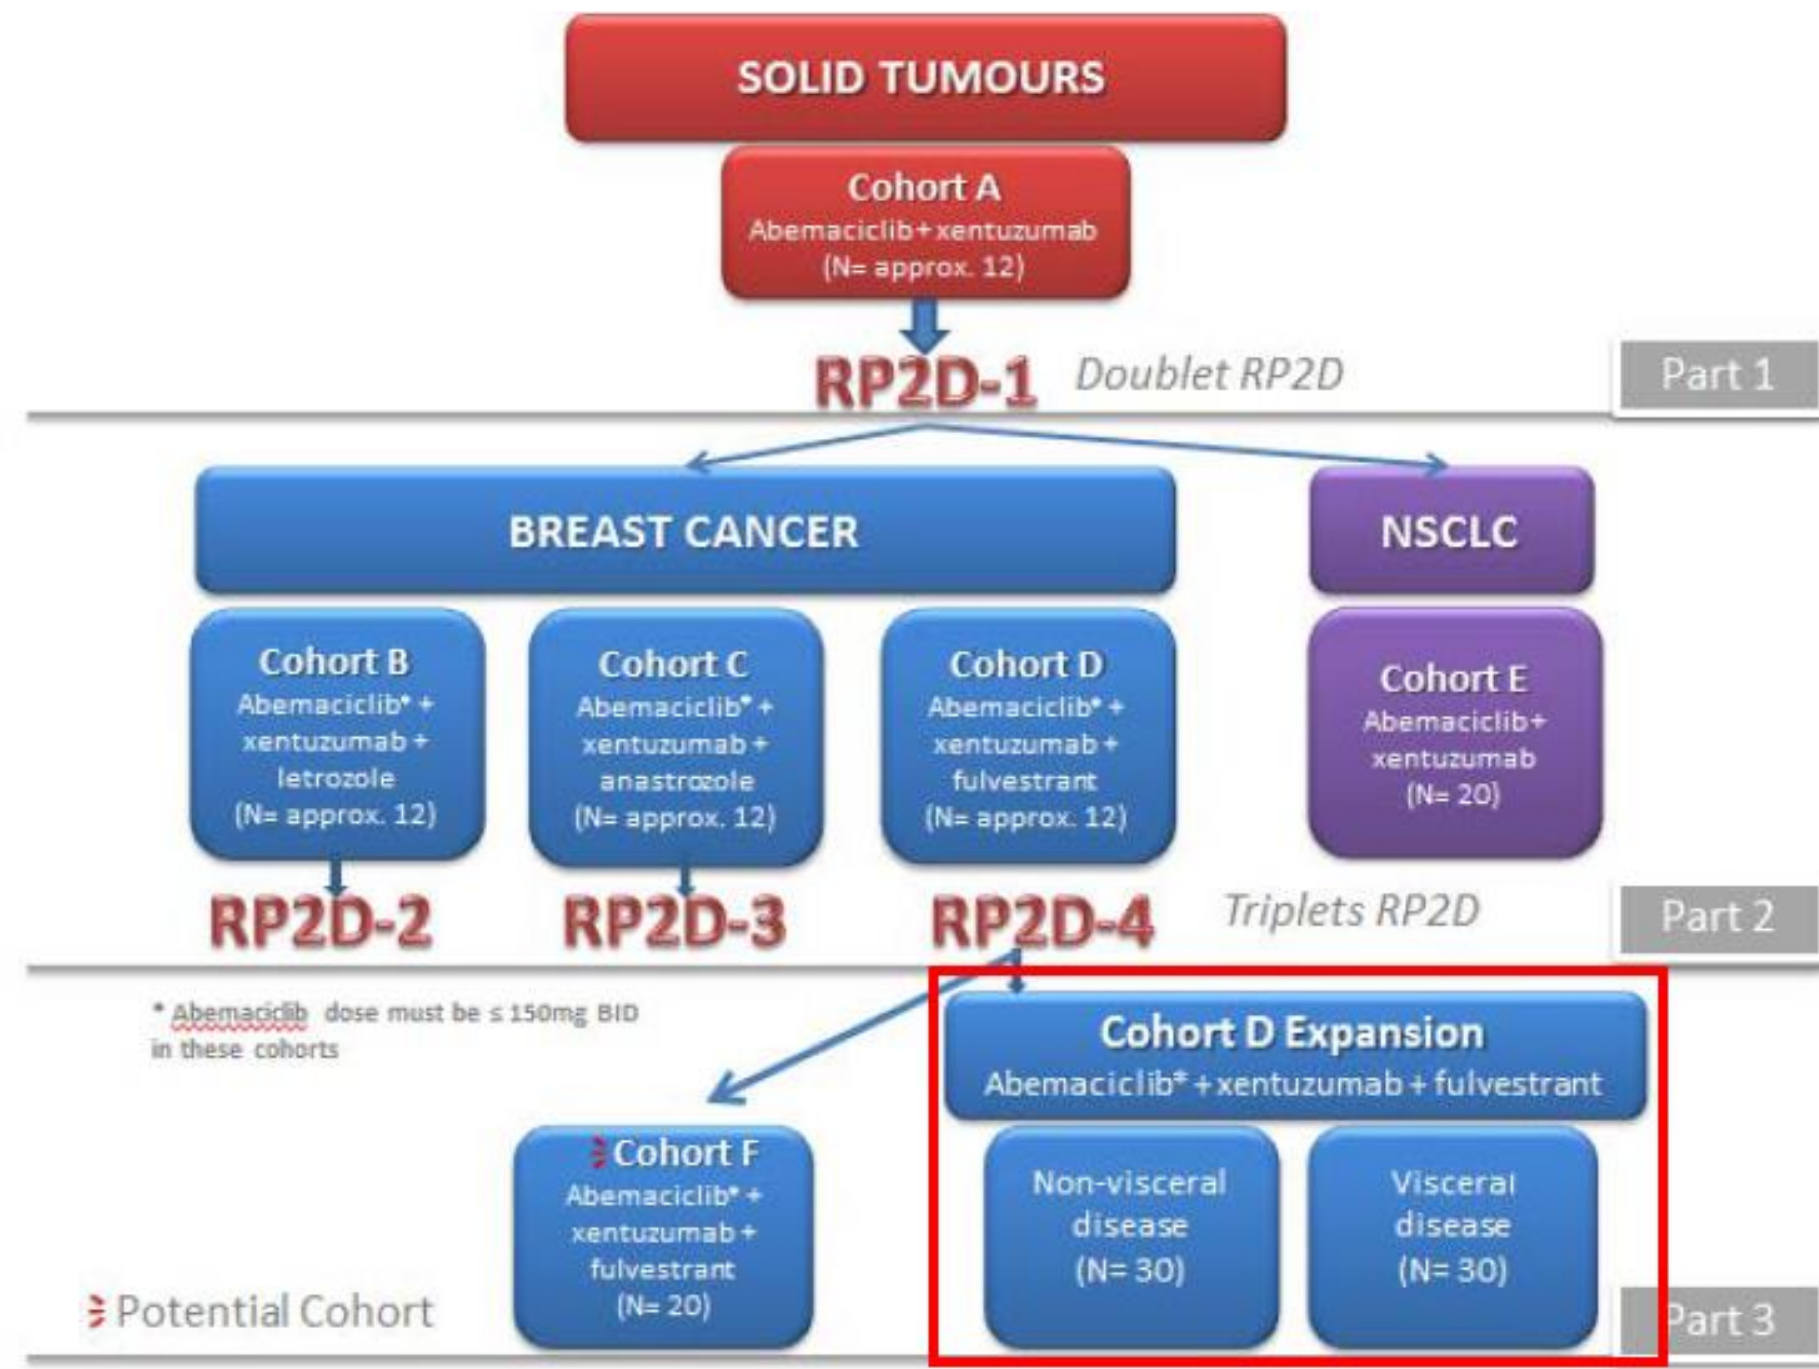 SOLID TUMOURS
Cohort A
Abemaciclib+xentuzumab
(N= approx. 12)
RP2D-1
Doublet RP2D
Part 1
BREAST CANCER
NSCLC
Cohort B
Abemaciclib* +
xentuzumab +
letrozole
(N= approx. 12)
Cohort C
Abemaciclib* +
xentuzumab +
anastrozole
(N= approx. 12)
Cohort D
Abemaciclib* +
xentuzumab +
fulvestrant
(N= approx. 12)
Cohort E
Abemaciclib+
xentuzumab
(N= 20)
RP2D-2
RP2D-3
RP2D-4
Triplets RP2D
Part 2
* Abemaciclib dose must be ≤ 150mg BID
in these cohorts
Cohort D Expansion
Abemaciclib* + xentuzumab + fulvestrant
Cohort F
Abemaciclib* +
xentuzumab +
fulvestrant
(N= 20)
Non-visceral
disease
(N= 30)
Visceral
disease
(N= 30)
Potential Cohort
Part 3